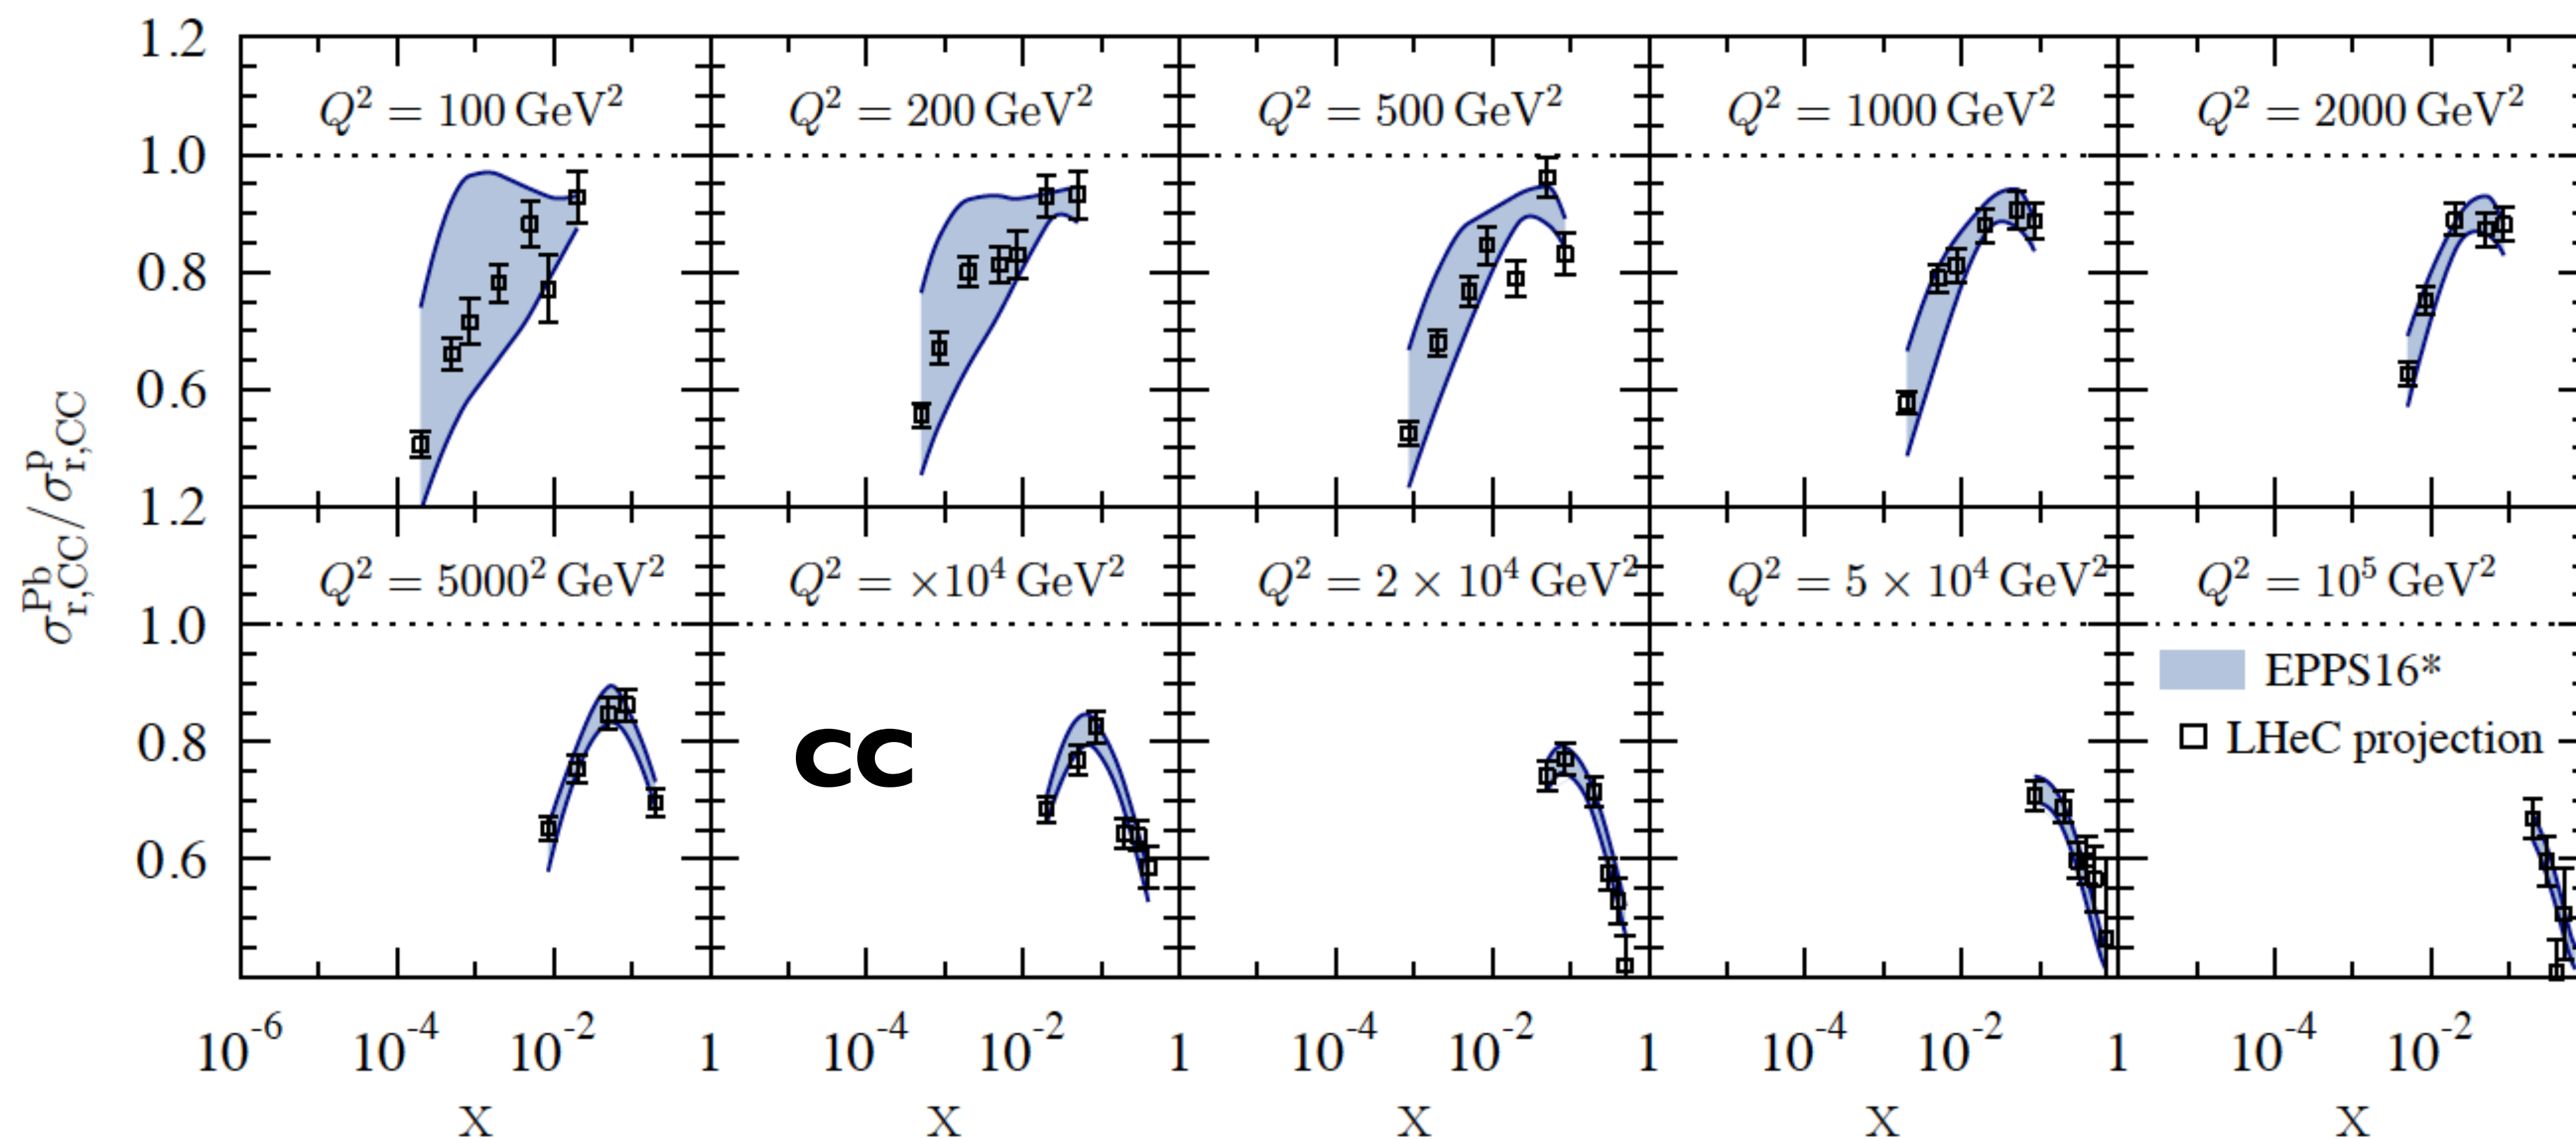 σ^Pb_r,CC/σ^p_r,CC
1.2
1.0
0.8
0.6
Q² = 100 GeV²
Q² = 200 GeV²
Q² = 500 GeV²
Q² = 1000 GeV²
Q² = 2000 GeV²
1.2
1.0
0.8
0.6
Q² = 5000² GeV²
Q² = ×10⁴ GeV²
Q² = 2 × 10⁴ GeV²
Q² = 5 × 10⁴ GeV²
Q² = 10⁵ GeV²
CC
EPPS16*
LHeC projection
10⁻⁶ 10⁻⁴ 10⁻² 1 10⁻⁴ 10⁻² 1 10⁻⁴ 10⁻² 1 10⁻⁴ 10⁻² 1 10⁻⁴ 10⁻²
x x x x x